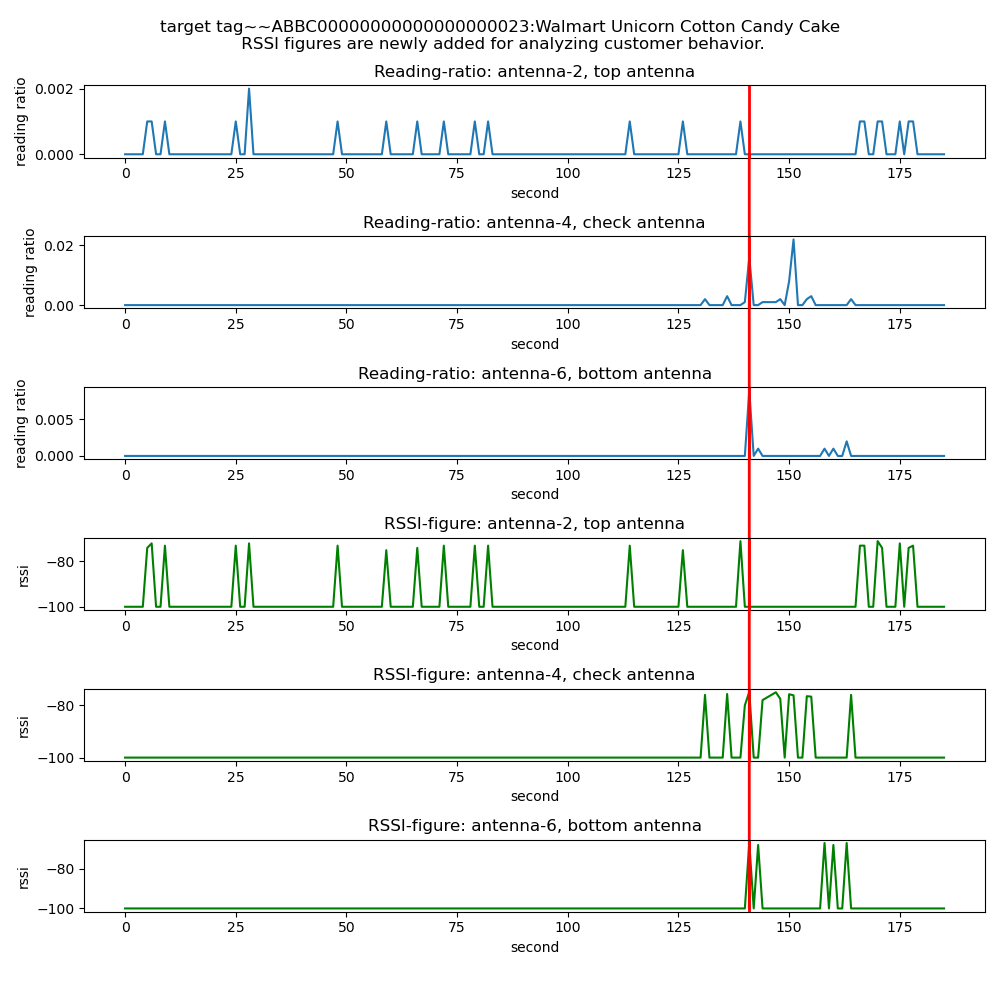 target tag~~ABBC00000000000000000023:Walmart Unicorn Cotton Candy Cake
RSSI figures are newly added for analyzing customer behavior.
Reading-ratio: antenna-2, top antenna
reading ratio
0.002
0.000
0 25 50 75 100 125 150 175
second
Reading-ratio: antenna-4, check antenna
reading ratio
0.02
0.00
0 25 50 75 100 125 150 175
second
Reading-ratio: antenna-6, bottom antenna
reading ratio
0.005
0.000
0 25 50 75 100 125 150 175
second
RSSI-figure: antenna-2, top antenna
rssi
−80
−100
0 25 50 75 100 125 150 175
second
RSSI-figure: antenna-4, check antenna
rssi
−80
−100
0 25 50 75 100 125 150 175
second
RSSI-figure: antenna-6, bottom antenna
rssi
−80
−100
0 25 50 75 100 125 150 175
second